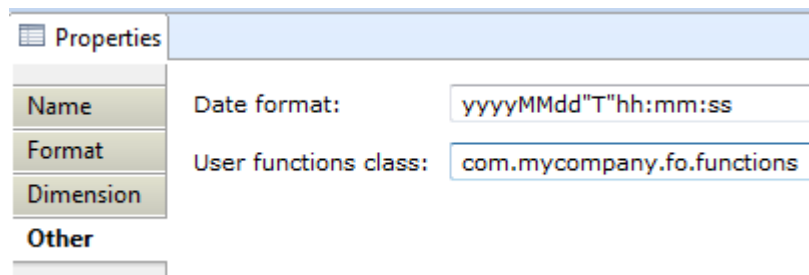 Properties
Name
Date format: yyyyMMdd"T"hh:mm:ss
Format
User functions class: com.mycompany.fo.functions
Dimension
Other